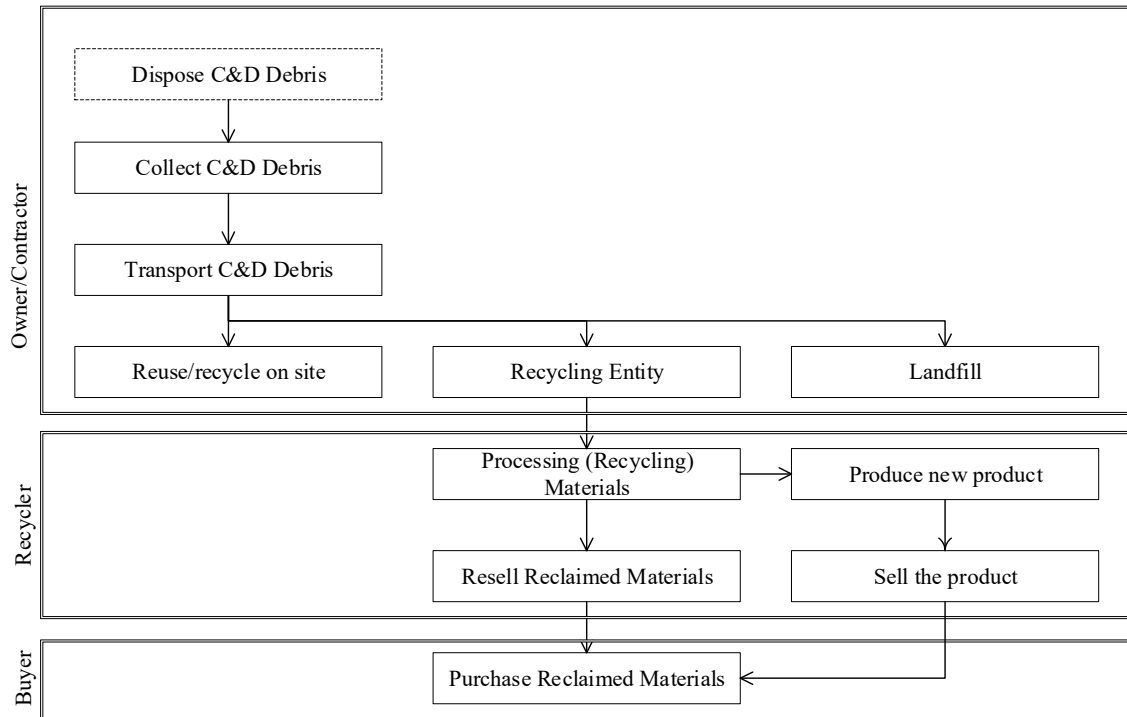 Owner/Contractor
Dispose C&D Debris
Collect C&D Debris
Transport C&D Debris
Reuse/recycle on site
Recycling Entity
Landfill
Recycler
Processing (Recycling)
Materials
Produce new product
Resell Reclaimed Materials
Sell the product
Buyer
Purchase Reclaimed Materials